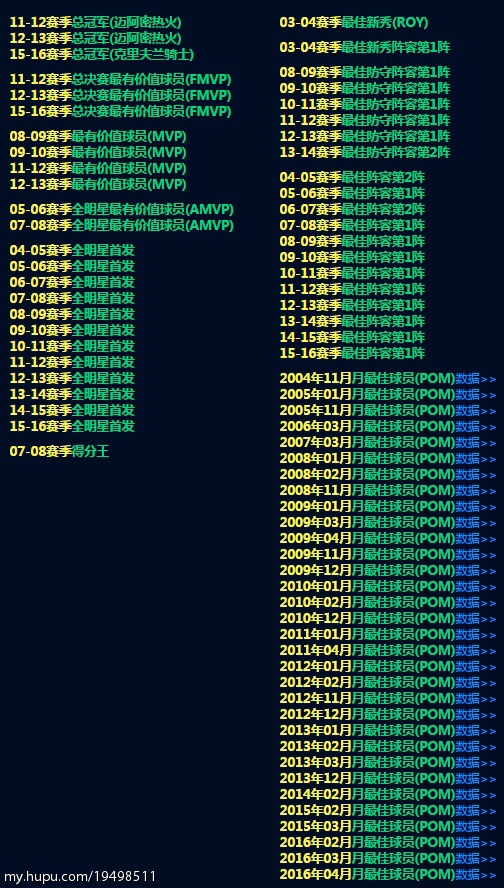 11-12赛季总冠军(迈阿密热火)
12-13赛季总冠军(迈阿密热火)
15-16赛季总冠军(克里夫兰骑士)
11-12赛季总决赛最有价值球员(FMVP)
12-13赛季总决赛最有价值球员(FMVP)
15-16赛季总决赛最有价值球员(FMVP)
08-09赛季最有价值球员(MVP)
09-10赛季最有价值球员(MVP)
11-12赛季最有价值球员(MVP)
12-13赛季最有价值球员(MVP)
05-06赛季全明星最有价值球员(AMVP)
07-08赛季全明星最有价值球员(AMVP)
04-05赛季全明星首发
05-06赛季全明星首发
06-07赛季全明星首发
07-08赛季全明星首发
08-09赛季全明星首发
09-10赛季全明星首发
10-11赛季全明星首发
11-12赛季全明星首发
12-13赛季全明星首发
13-14赛季全明星首发
14-15赛季全明星首发
15-16赛季全明星首发
07-08赛季得分王
03-04赛季最佳新秀(ROY)
03-04赛季最佳新秀阵容第1阵
08-09赛季最佳防守阵容第1阵
09-10赛季最佳防守阵容第1阵
10-11赛季最佳防守阵容第1阵
11-12赛季最佳防守阵容第1阵
12-13赛季最佳防守阵容第1阵
13-14赛季最佳防守阵容第2阵
04-05赛季最佳阵容第2阵
05-06赛季最佳阵容第1阵
06-07赛季最佳阵容第2阵
07-08赛季最佳阵容第1阵
08-09赛季最佳阵容第1阵
09-10赛季最佳阵容第1阵
10-11赛季最佳阵容第1阵
11-12赛季最佳阵容第1阵
12-13赛季最佳阵容第1阵
13-14赛季最佳阵容第1阵
14-15赛季最佳阵容第1阵
15-16赛季最佳阵容第1阵
2004年11月月最佳球员(POM)数据>>
2005年01月月最佳球员(POM)数据>>
2005年11月月最佳球员(POM)数据>>
2006年03月月最佳球员(POM)数据>>
2007年03月月最佳球员(POM)数据>>
2008年01月月最佳球员(POM)数据>>
2008年02月月最佳球员(POM)数据>>
2008年11月月最佳球员(POM)数据>>
2009年01月月最佳球员(POM)数据>>
2009年03月月最佳球员(POM)数据>>
2009年04月月最佳球员(POM)数据>>
2009年11月月最佳球员(POM)数据>>
2009年12月月最佳球员(POM)数据>>
2010年01月月最佳球员(POM)数据>>
2010年02月月最佳球员(POM)数据>>
2010年12月月最佳球员(POM)数据>>
2011年01月月最佳球员(POM)数据>>
2011年04月月最佳球员(POM)数据>>
2012年01月月最佳球员(POM)数据>>
2012年02月月最佳球员(POM)数据>>
2012年11月月最佳球员(POM)数据>>
2012年12月月最佳球员(POM)数据>>
2013年01月月最佳球员(POM)数据>>
2013年02月月最佳球员(POM)数据>>
2013年03月月最佳球员(POM)数据>>
2013年12月月最佳球员(POM)数据>>
2014年02月月最佳球员(POM)数据>>
2015年02月月最佳球员(POM)数据>>
2015年03月月最佳球员(POM)数据>>
2016年02月月最佳球员(POM)数据>>
2016年03月月最佳球员(POM)数据>>
2016年04月月最佳球员(POM)数据>>
my.hupu.com/19498511